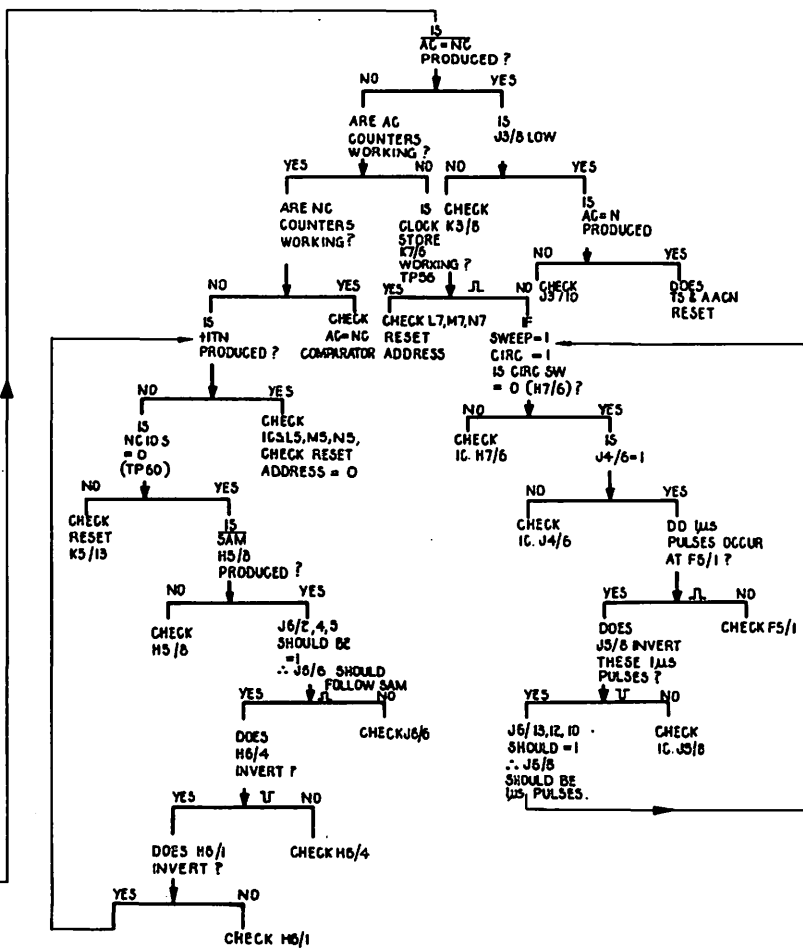 IS
AC = NC
PRODUCED ?
NO YES
ARE AC
COUNTERS
WORKING ?
IS
J3/8 LOW
YES NO NO YES
ARE NC
COUNTERS
WORKING?
IS
CLOCK
STORE
K7/6
WORKING ?
TP56
CHECK
K3/8
IS
AC=N
PRODUCED
NO YES
YES NO
NO YES
IS
+1TN
PRODUCED ?
CHECK
AC=NC
COMPARATOR
CHECK L7, M7, N7
RESET
ADDRESS
IF
SWEEP=1
CIRC = 1
IS CIRC SW
= 0 (H7/6) ?
CHECK
J3/10
DOES
TS & AACN
RESET
NO YES
NO YES
IS
NC10S
= 0
(TP60)
CHECK
ICS L5, M5, N5,
CHECK RESET
ADDRESS = 0
CHECK
IC. H7/6
IS
J4/6=1
NO YES
NO YES
CHECK
RESET
K5/13
IS
SAM
H5/8
PRODUCED ?
CHECK
IC. J4/6
DO 1µs
PULSES OCCUR
AT F5/1 ?
NO YES
YES NO
CHECK
H5/8
J6/2, 4, 5
SHOULD BE
=1
∴ J6/6 SHOULD
FOLLOW SAM
DOES
J5/8 INVERT
THESE 1µs
PULSES ?
CHECK F5/1
YES NO
YES NO
DOES
H6/4
INVERT ?
CHECK J6/6
J6/13, 12, 10
SHOULD =1
∴ J6/8
SHOULD BE
1µs PULSES.
CHECK
IC. J5/8
YES NO
DOES H6/1
INVERT ?
CHECK H6/4
YES NO
CHECK H6/1